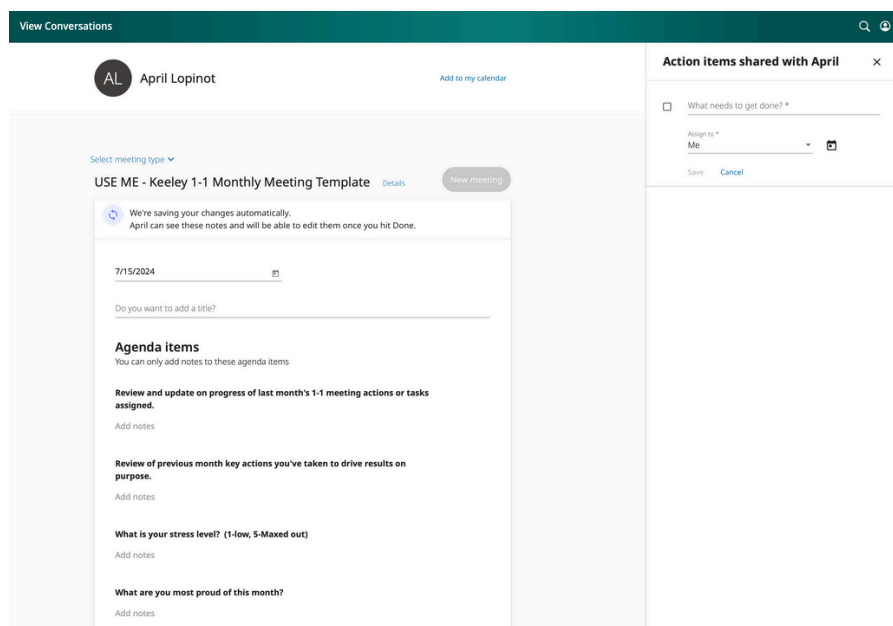 View Conversations
AL
April Lopinot
Add to my calendar
Select meeting type
USE ME - Keeley 1-1 Monthly Meeting Template
Details
New meeting
We're saving your changes automatically.
April can see these notes and will be able to edit them once you hit Done.
7/15/2024
Do you want to add a title?
Agenda items
You can only add notes to these agenda items
Review and update on progress of last month's 1-1 meeting actions or tasks
assigned.
Add notes
Review of previous month key actions you've taken to drive results on
purpose.
Add notes
What is your stress level? (1-low, 5-Maxed out)
Add notes
What are you most proud of this month?
Add notes
Action items shared with April
What needs to get done? *
Assign to *
Me
Save
Cancel